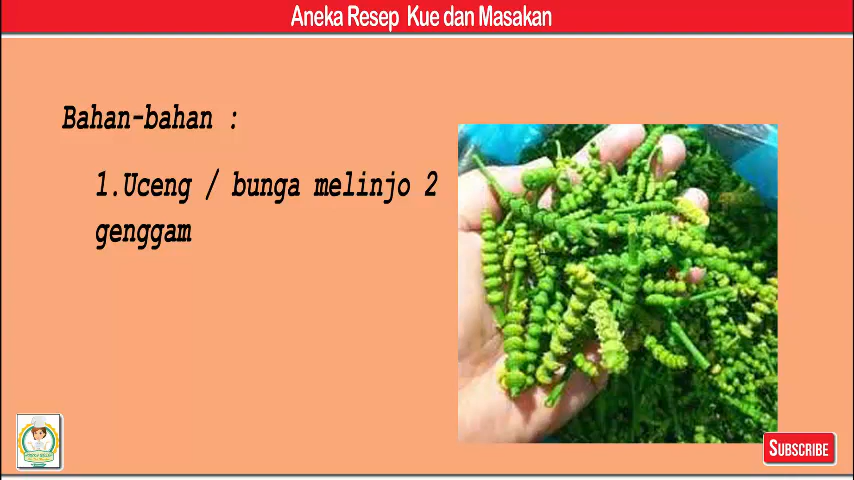 Aneka Resep Kue dan Masakan
Bahan-bahan :
1.Uceng / bunga melinjo 2
genggam
SUBSCRIBE